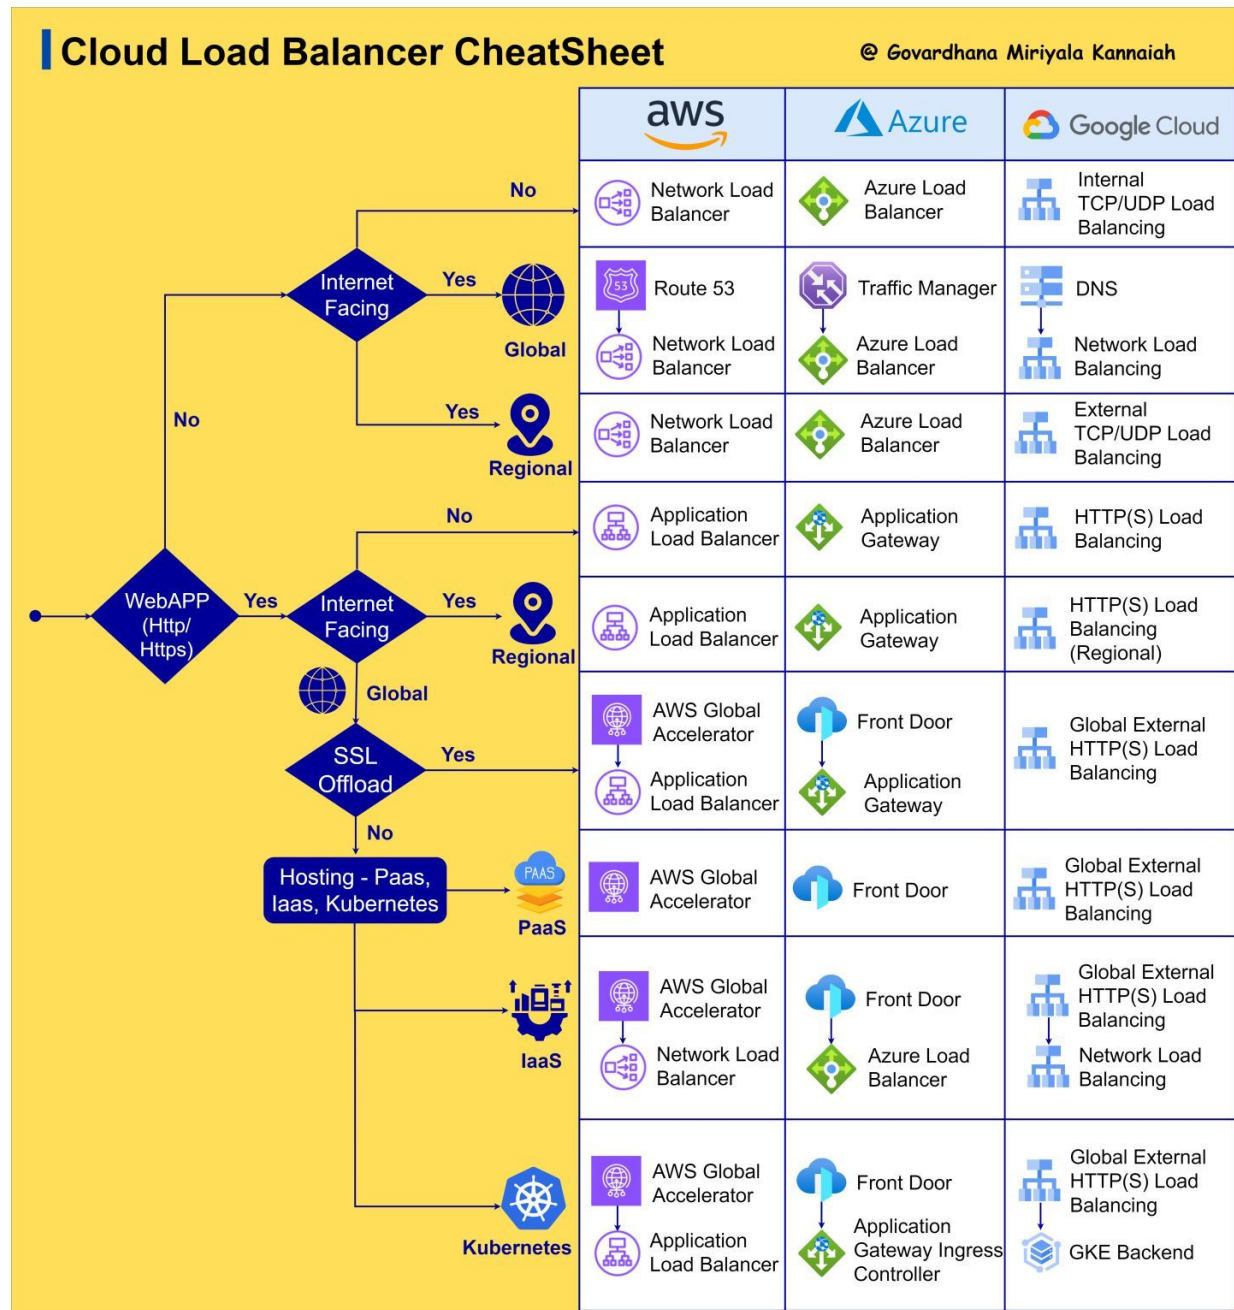 Cloud Load Balancer CheatSheet
@ Govardhana Miriyala Kannaiah
aws
Azure
Google Cloud
No
Network Load
Balancer
Azure Load
Balancer
Internal
TCP/UDP Load
Balancing
Internet
Facing
Yes
Global
53
Route 53
Network Load
Balancer
Traffic Manager
Azure Load
Balancer
DNS
Network Load
Balancing
No
Yes
Regional
Network Load
Balancer
Azure Load
Balancer
External
TCP/UDP Load
Balancing
No
Application
Load Balancer
Application
Gateway
HTTP(S) Load
Balancing
WebAPP
(Http/
Https)
Yes
Internet
Facing
Yes
Regional
Application
Load Balancer
Application
Gateway
HTTP(S) Load
Balancing
(Regional)
Global
SSL
Offload
Yes
AWS Global
Accelerator
Application
Load Balancer
Front Door
Application
Gateway
Global External
HTTP(S) Load
Balancing
No
Hosting - Paas,
Iaas, Kubernetes
PAAS
PaaS
AWS Global
Accelerator
Front Door
Global External
HTTP(S) Load
Balancing
IaaS
AWS Global
Accelerator
Network Load
Balancer
Front Door
Azure Load
Balancer
Global External
HTTP(S) Load
Balancing
Network Load
Balancing
Kubernetes
AWS Global
Accelerator
Application
Load Balancer
Front Door
Application
Gateway Ingress
Controller
Global External
HTTP(S) Load
Balancing
GKE Backend